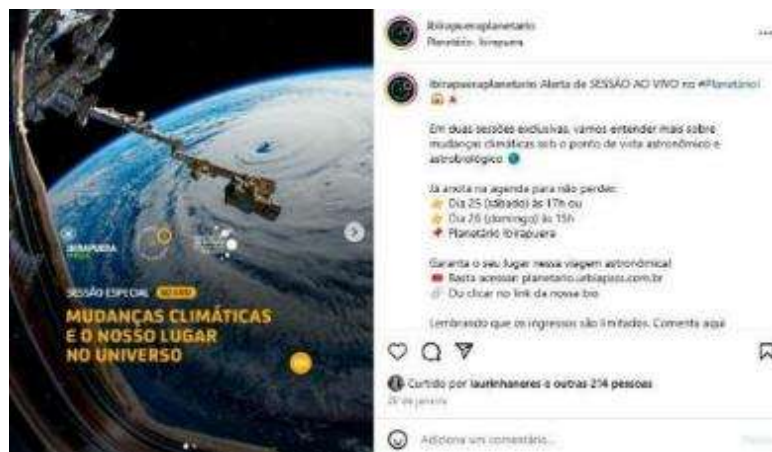 IBIRAPUERA
SESSÃO ESPECIAL AO VIVO
MUDANÇAS CLIMÁTICAS
E O NOSSO LUGAR
NO UNIVERSO
ibirapueraplanetario
Planetário Ibirapuera
ibirapueraplanetario Alerta de SESSÃO AO VIVO no #Planetário!
Em duas sessões exclusivas, vamos entender mais sobre
mudanças climáticas sob o ponto de vista astronômico e
astrobiológico
Já anota na agenda para não perder:
Dia 25 (sábado) às 17h ou
Dia 26 (domingo) às 15h
Planetário Ibirapuera
Garanta o seu lugar nessa viagem astronômica!
Basta acessar: planetario.urbiapass.com.br
Ou clicar no link da nossa bio
Lembrando que os ingressos são limitados. Comenta aqui
Curtido por laurinhaneres e outras 214 pessoas
de janeiro
Adicione um comentário...